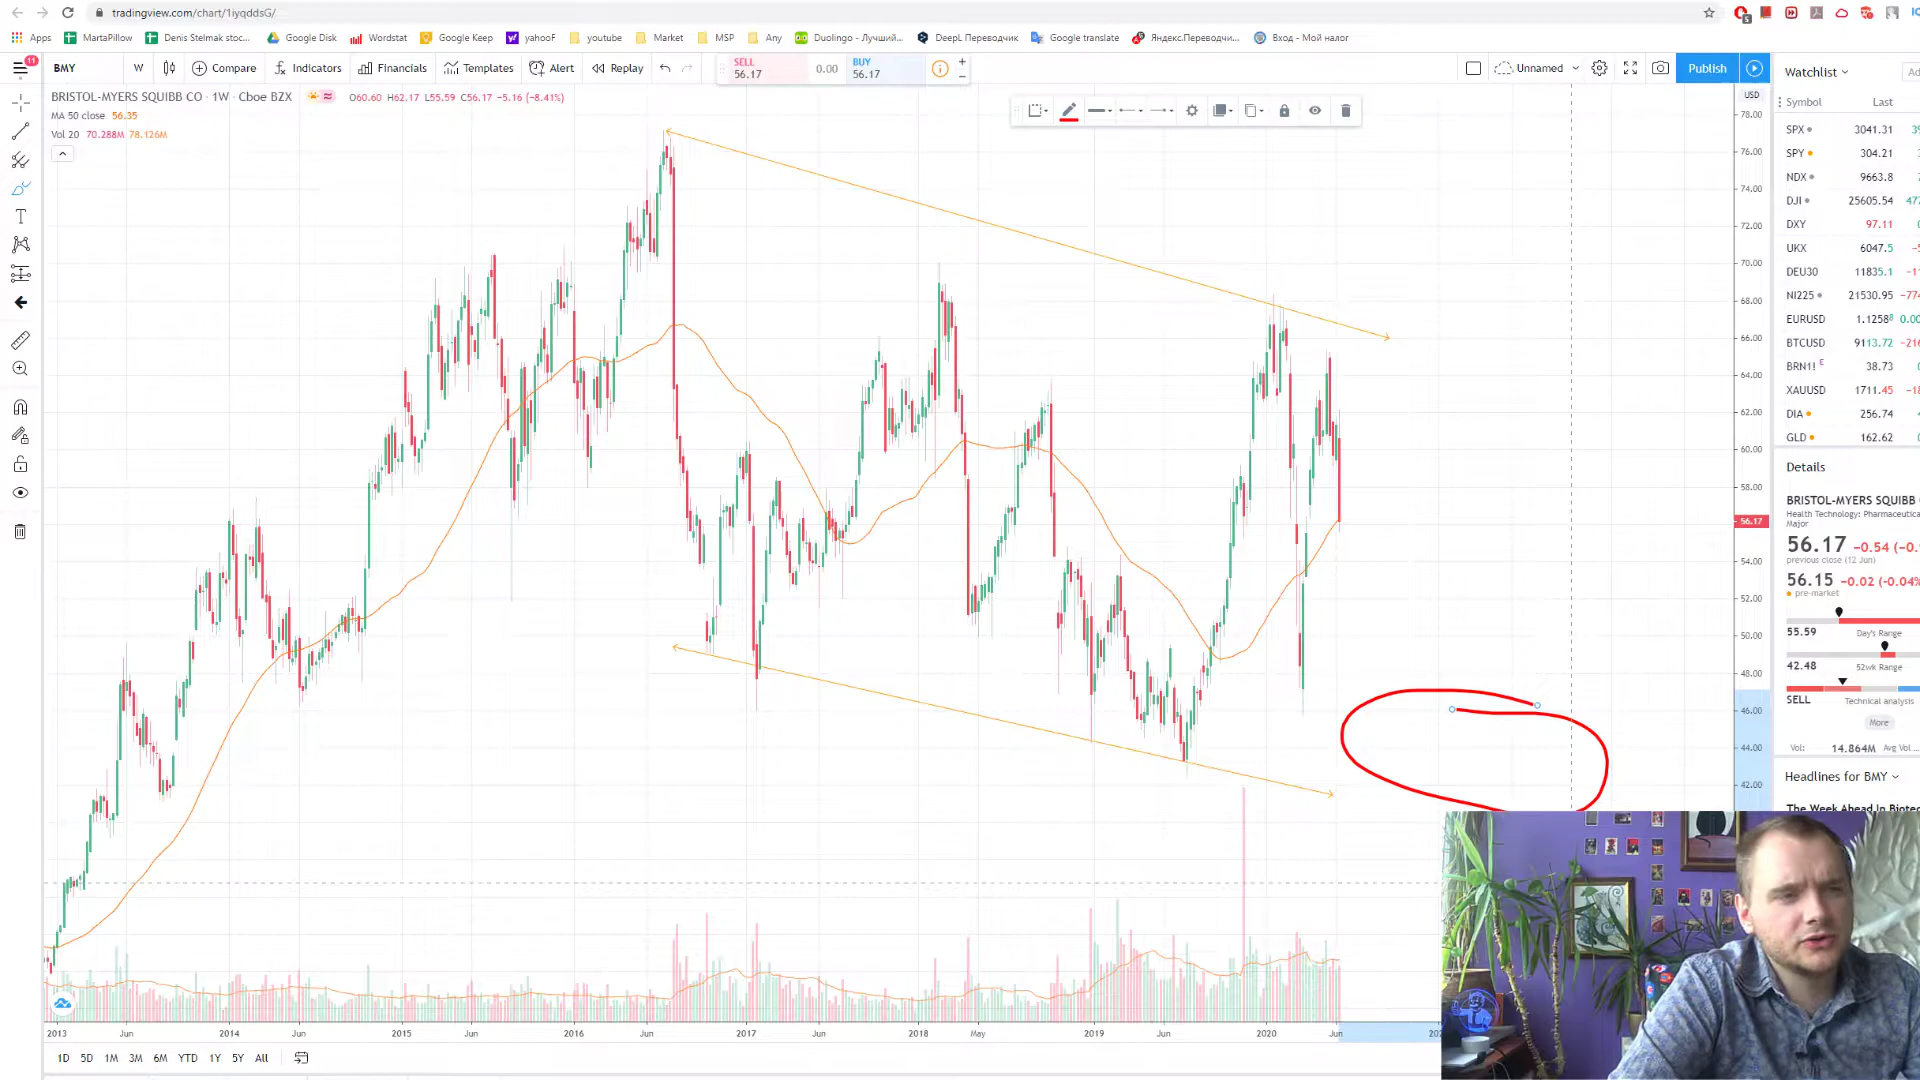 tradingview.com/chart/1iyqddsG/
Apps MartaPillow Denis Stelmak stoc... Google Disk Wordstat Google Keep yahooF youtube Market MSP Any Duolingo – Лучший... DeepL Переводчик Google translate Яндекс.Переводчи... Вход - Мой налог
11
BMY W Compare Indicators Financials Templates Alert Replay
SELL
56.17
0.00
BUY
56.17
Unnamed Publish
BRISTOL-MYERS SQUIBB CO · 1W · Cboe BZX O60.60 H62.17 L55.59 C56.17 −5.16 (−8.41%)
MA 50 close 56.35
Vol 20 70.288M 78.126M
USD
78.00
76.00
74.00
72.00
70.00
68.00
66.00
64.00
62.00
60.00
58.00
56.17
54.00
52.00
50.00
48.00
46.00
44.00
42.00
2013 Jun 2014 Jun 2015 Jun 2016 Jun 2017 Jun 2018 May 2019 Jun 2020 Jun
1D 5D 1M 3M 6M YTD 1Y 5Y All
Watchlist
Symbol Last
SPX 3041.31
SPY 304.21
NDX 9663.8
DJI 25605.54
DXY 97.11
UKX 6047.5
DEU30 11835.1
NI225 21530.95
EURUSD 1.12588
BTCUSD 9113.72
BRN1! E 38.73
XAUUSD 1711.45
DIA 256.74
GLD 162.62
Details
BRISTOL-MYERS SQUIBB
Health Technology: Pharmaceutica
Major
56.17 −0.54
previous close (12 Jun)
56.15 −0.02 (−0.04%
pre-market
55.59 Day's Range
42.48 52wk Range
SELL Technical analysis
More
Vol: 14.864M Avg Vol ...
Headlines for BMY
The Week Ahead In Biotec